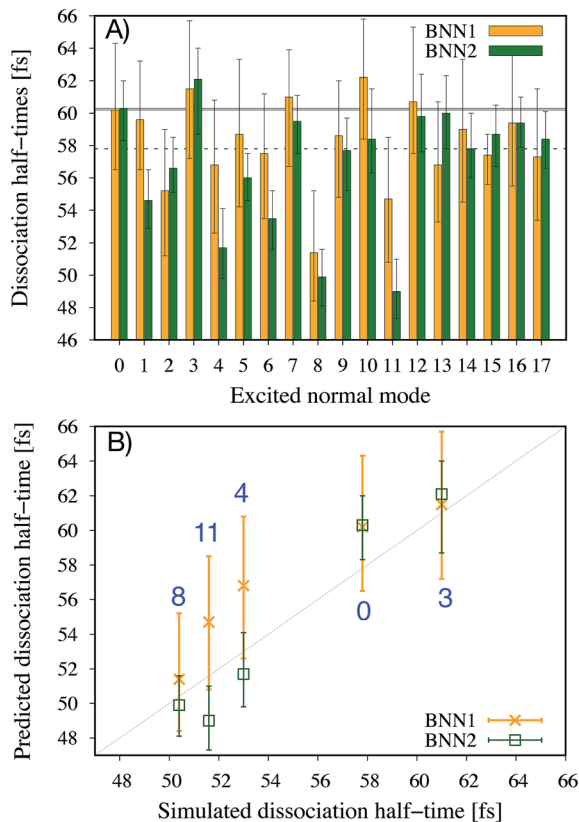 A)
BNN1
BNN2
Dissociation half−times [fs]
66
64
62
60
58
56
54
52
50
48
46
0 1 2 3 4 5 6 7 8 9 10 11 12 13 14 15 16 17
Excited normal mode
B)
Predicted dissociation half−time [fs]
66
64
62
60
58
56
54
52
50
48
8
11
4
0
3
BNN1
BNN2
48 50 52 54 56 58 60 62 64 66
Simulated dissociation half−time [fs]